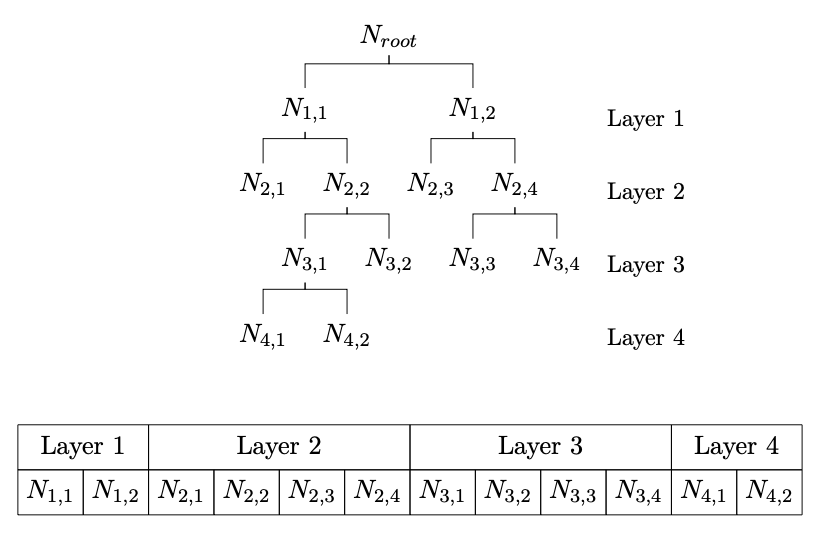 N_{root}
N_{1,1} N_{1,2} Layer 1
N_{2,1} N_{2,2} N_{2,3} N_{2,4} Layer 2
N_{3,1} N_{3,2} N_{3,3} N_{3,4} Layer 3
N_{4,1} N_{4,2} Layer 4
Layer 1 Layer 2 Layer 3 Layer 4
N_{1,1} N_{1,2} N_{2,1} N_{2,2} N_{2,3} N_{2,4} N_{3,1} N_{3,2} N_{3,3} N_{3,4} N_{4,1} N_{4,2}